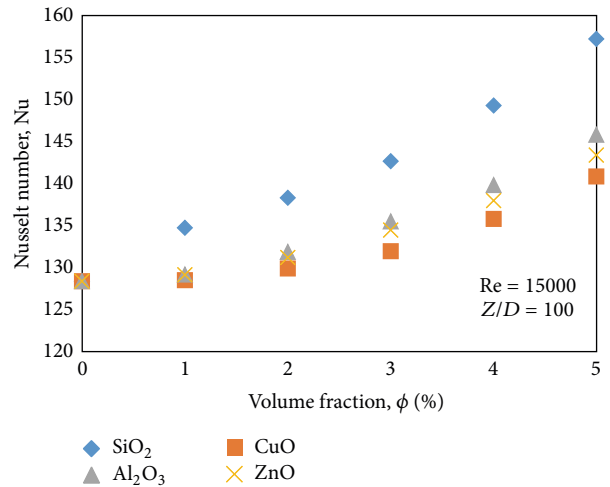 160
155
150
145
140
135
130
125
120
Nusselt number, Nu
Re = 15000
Z/D = 100
0 1 2 3 4 5
Volume fraction, ϕ (%)
SiO₂ CuO
Al₂O₃ ZnO